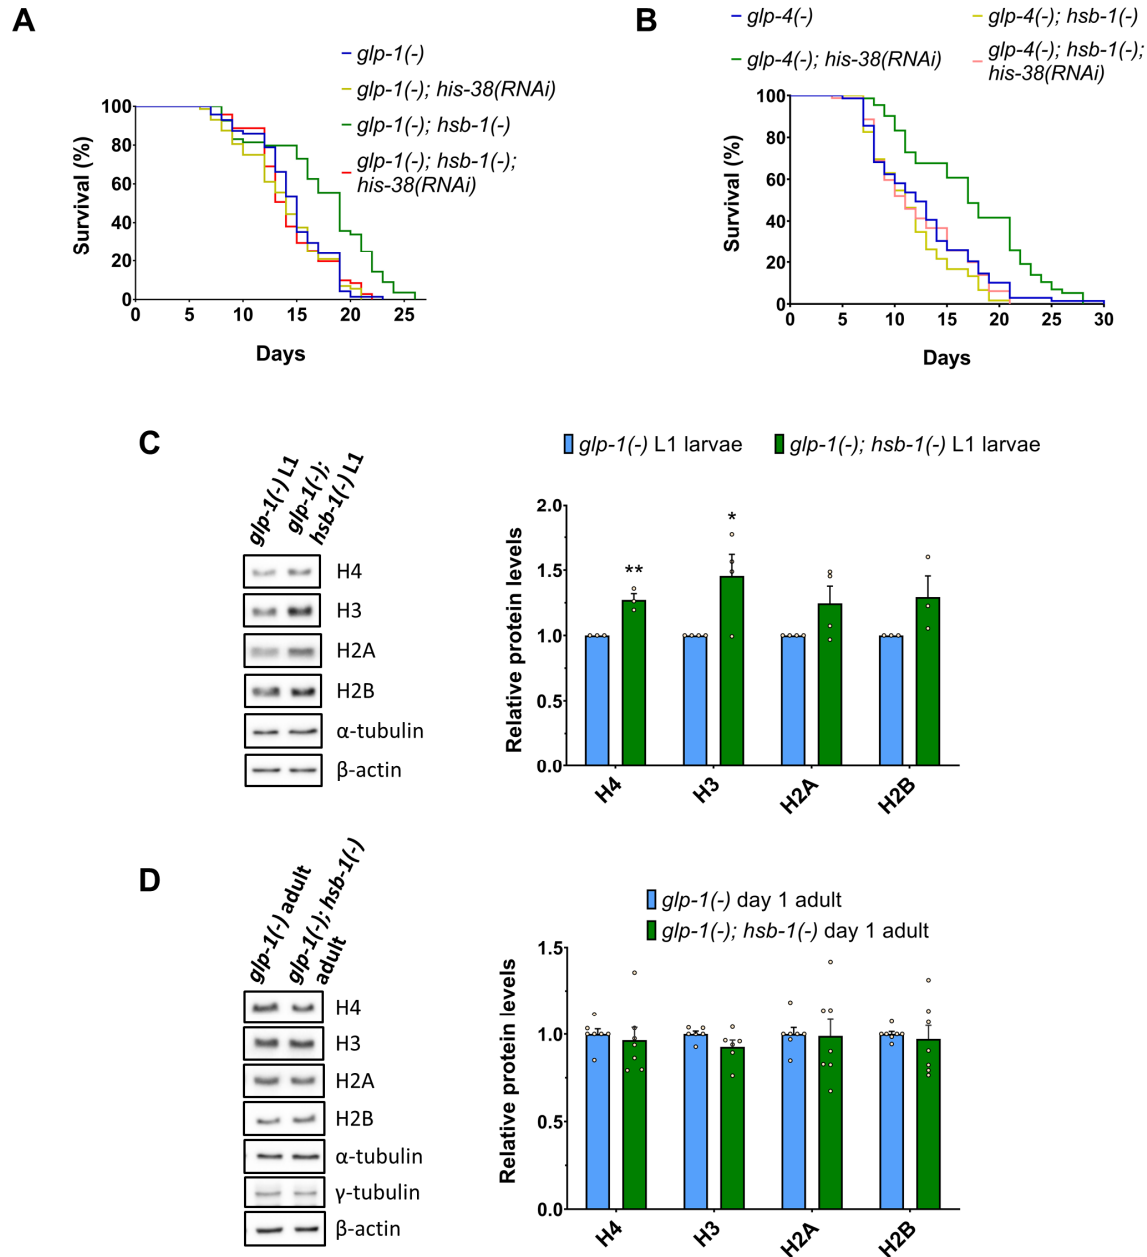 A
glp-1(-)
glp-1(-); his-38(RNAi)
glp-1(-); hsb-1(-)
glp-1(-); hsb-1(-);
his-38(RNAi)
Survival (%)
100
80
60
40
20
0
0 5 10 15 20 25
Days
B
glp-4(-)
glp-4(-); hsb-1(-)
glp-4(-); his-38(RNAi)
glp-4(-); hsb-1(-);
his-38(RNAi)
Survival (%)
100
80
60
40
20
0
0 5 10 15 20 25 30
Days
C
glp-1(-) L1
glp-1(-);
hsb-1(-) L1
H4
H3
H2A
H2B
α-tubulin
β-actin
glp-1(-) L1 larvae
glp-1(-); hsb-1(-) L1 larvae
Relative protein levels
2.0
1.5
1.0
0.5
0.0
**
*
H4 H3 H2A H2B
D
glp-1(-) adult
glp-1(-); hsb-1(-)
adult
H4
H3
H2A
H2B
α-tubulin
γ-tubulin
β-actin
glp-1(-) day 1 adult
glp-1(-); hsb-1(-) day 1 adult
Relative protein levels
1.5
1.0
0.5
0.0
H4 H3 H2A H2B